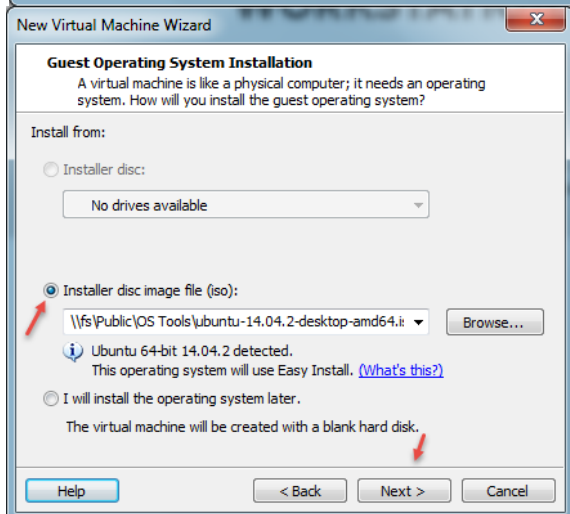 New Virtual Machine Wizard
Guest Operating System Installation
A virtual machine is like a physical computer; it needs an operating
system. How will you install the guest operating system?
Install from:
Installer disc:
No drives available
Installer disc image file (iso):
\\fs\Public\OS Tools\ubuntu-14.04.2-desktop-amd64.i
Browse...
Ubuntu 64-bit 14.04.2 detected.
This operating system will use Easy Install. (What's this?)
I will install the operating system later.
The virtual machine will be created with a blank hard disk.
Help
< Back
Next >
Cancel